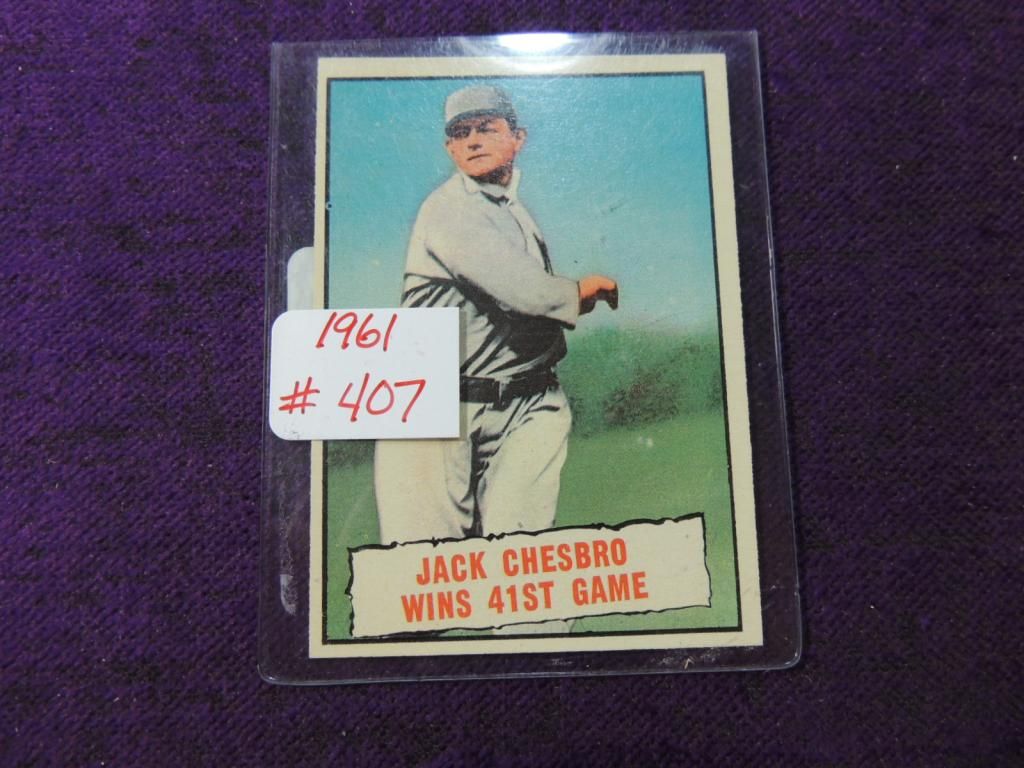 1961
# 407
JACK CHESBRO
WINS 41ST GAME